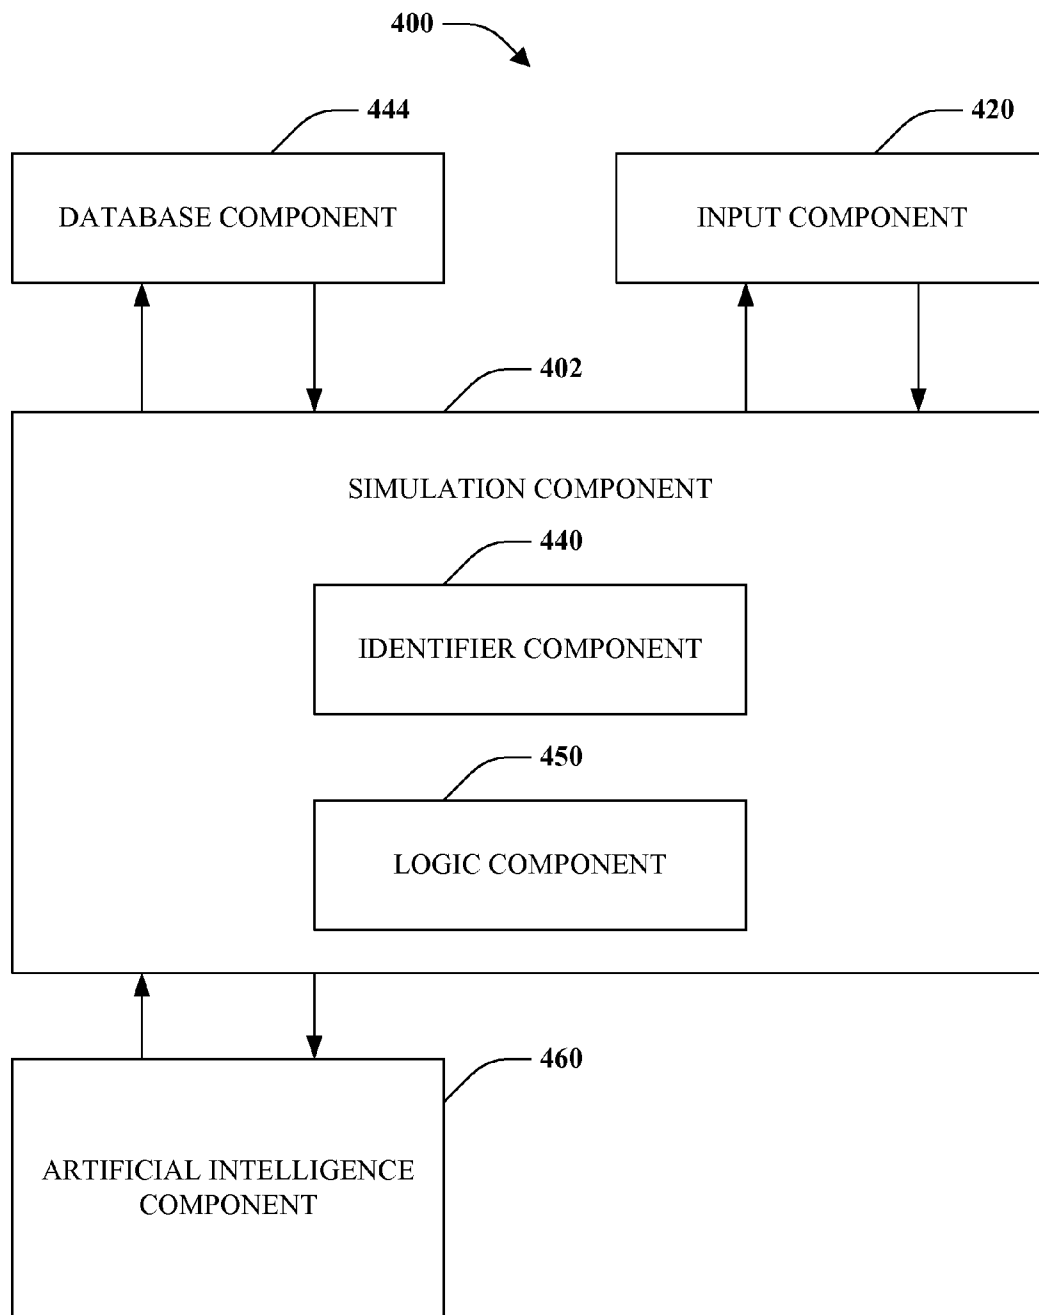 400
444
420
DATABASE COMPONENT
INPUT COMPONENT
402
SIMULATION COMPONENT
440
IDENTIFIER COMPONENT
450
LOGIC COMPONENT
460
ARTIFICIAL INTELLIGENCE
COMPONENT